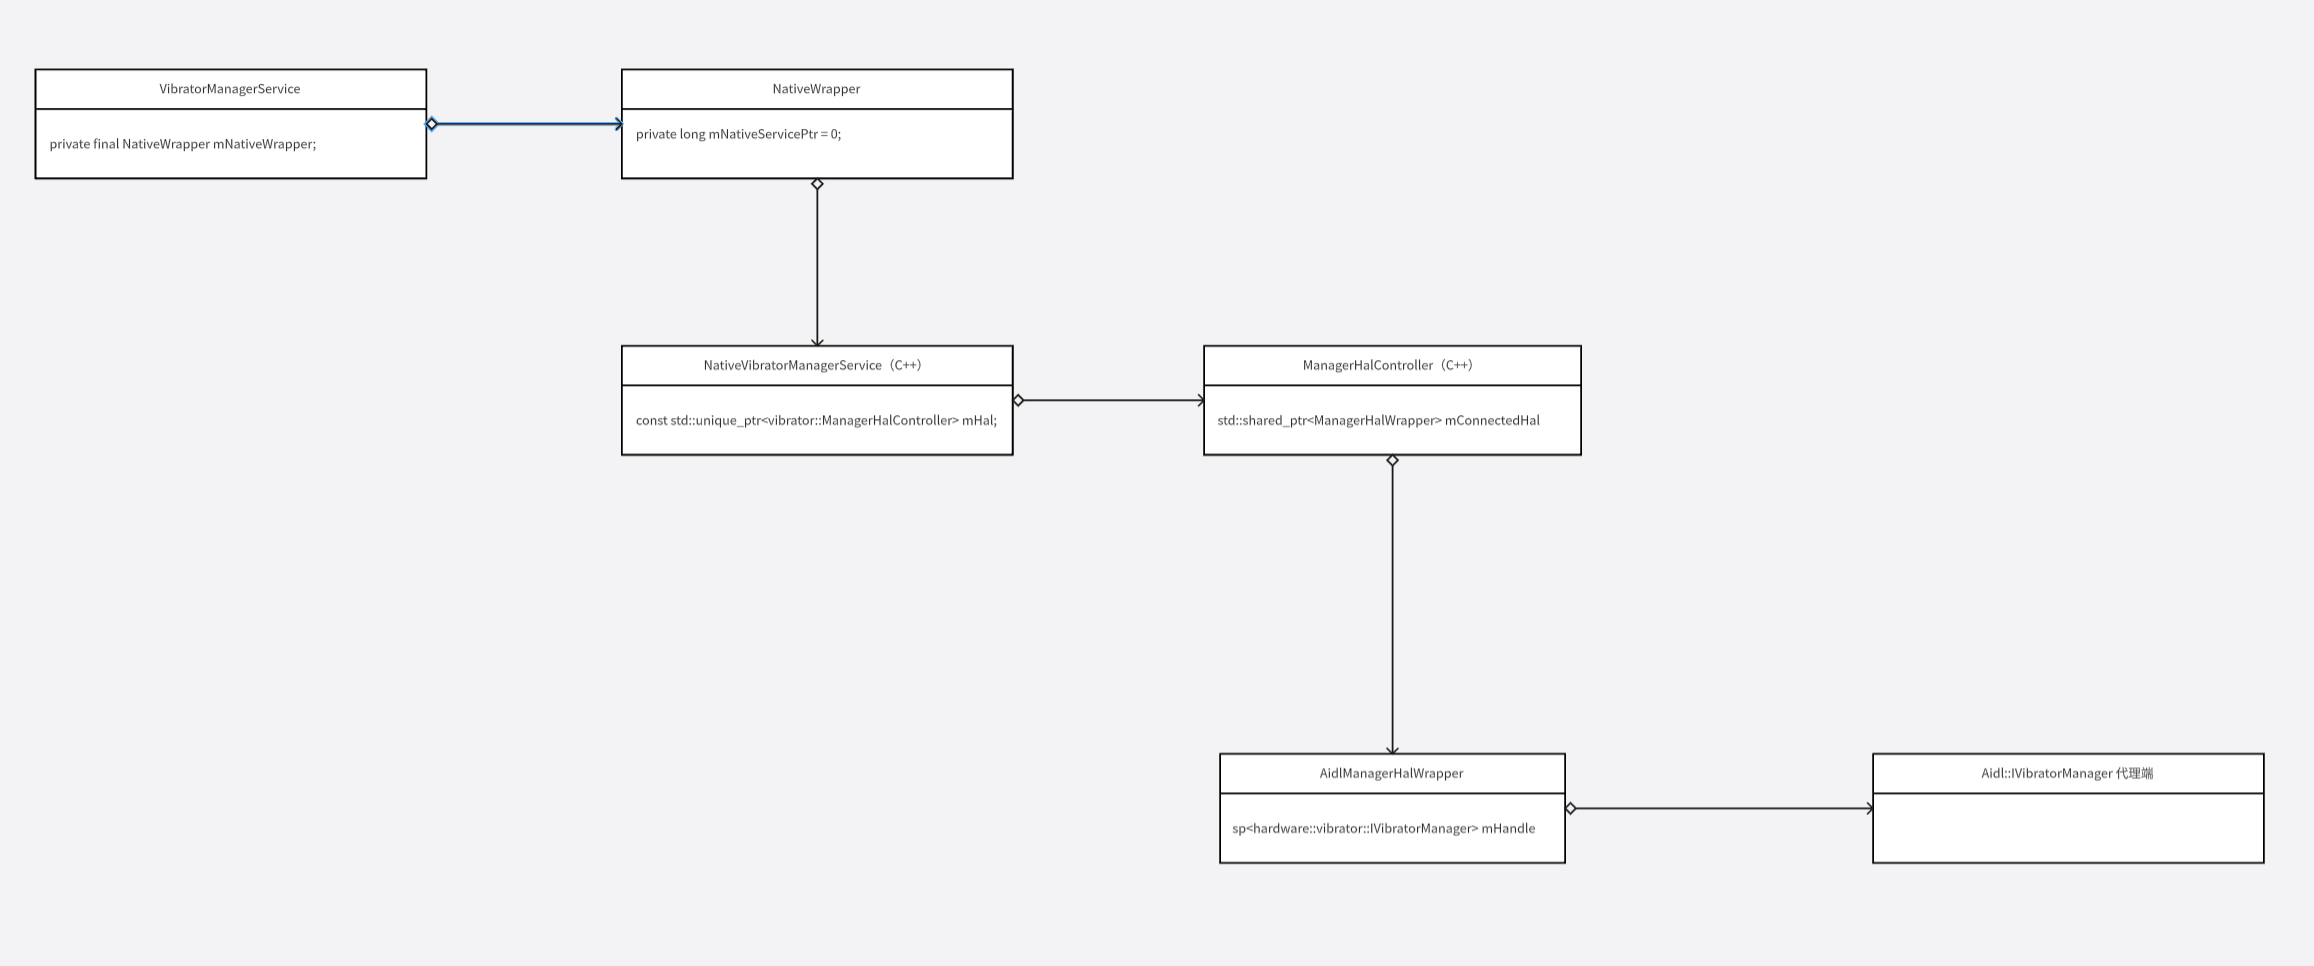 VibratorManagerService
private final NativeWrapper mNativeWrapper;
NativeWrapper
private long mNativeServicePtr = 0;
NativeVibratorManagerService（C++）
const std::unique_ptr<vibrator::ManagerHalController> mHal;
ManagerHalController（C++）
std::shared_ptr<ManagerHalWrapper> mConnectedHal
AidlManagerHalWrapper
sp<hardware::vibrator::IVibratorManager> mHandle
Aidl::IVibratorManager 代理端